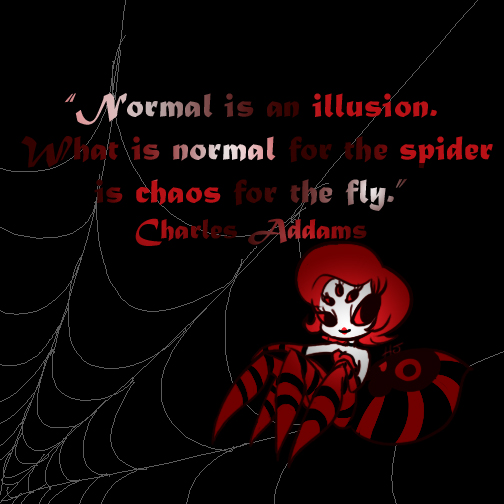 "Normal is an illusion.
What is normal for the spider
is chaos for the fly."
Charles Addams